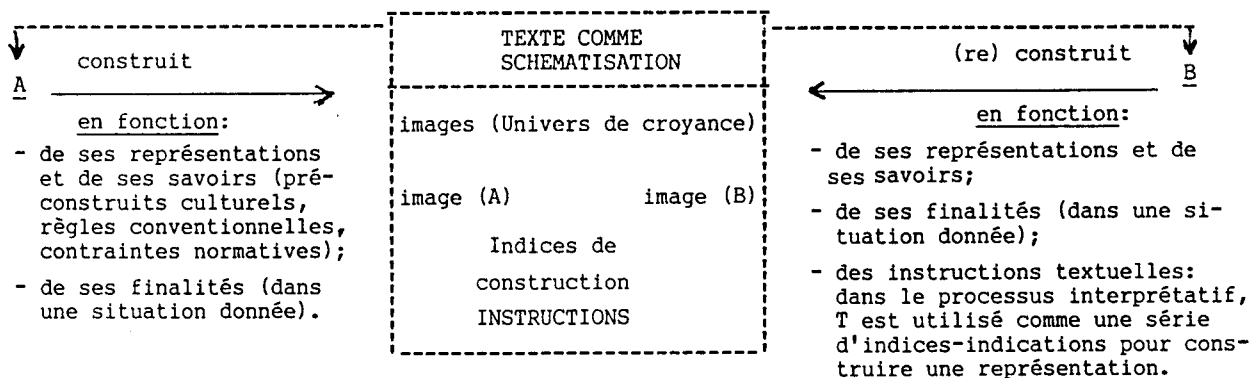 construit
A
en fonction:
- de ses représentations
et de ses savoirs (pré-
construits culturels,
règles conventionnelles,
contraintes normatives);
- de ses finalités (dans
une situation donnée).
TEXTE COMME
SCHEMATISATION
images (Univers de croyance)
image (A) image (B)
Indices de
construction
INSTRUCTIONS
(re) construit
B
en fonction:
- de ses représentations et de
ses savoirs;
- de ses finalités (dans une si-
tuation donnée);
- des instructions textuelles:
dans le processus interprétatif,
T est utilisé comme une série
d'indices-indications pour cons-
truire une représentation.